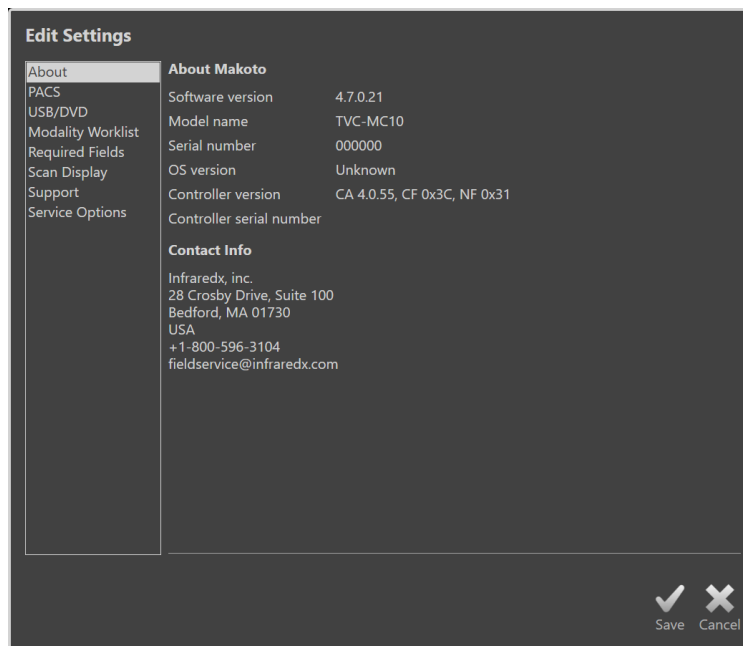 Edit Settings
About
PACS
USB/DVD
Modality Worklist
Required Fields
Scan Display
Support
Service Options
About Makoto
Software version 4.7.0.21
Model name TVC-MC10
Serial number 000000
OS version Unknown
Controller version CA 4.0.55, CF 0x3C, NF 0x31
Controller serial number
Contact Info
Infraredx, inc.
28 Crosby Drive, Suite 100
Bedford, MA 01730
USA
+1-800-596-3104
fieldservice@infraredx.com
Save Cancel